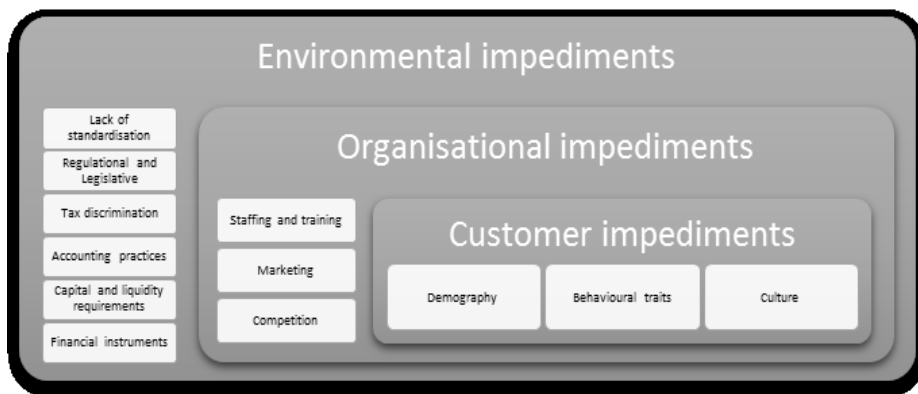 Environmental impediments
Lack of
standardisation
Regulational and
Legislative
Tax discrimination
Accounting practices
Capital and liquidity
requirements
Financial instruments
Organisational impediments
Staffing and training
Marketing
Competition
Customer impediments
Demography
Behavioural traits
Culture